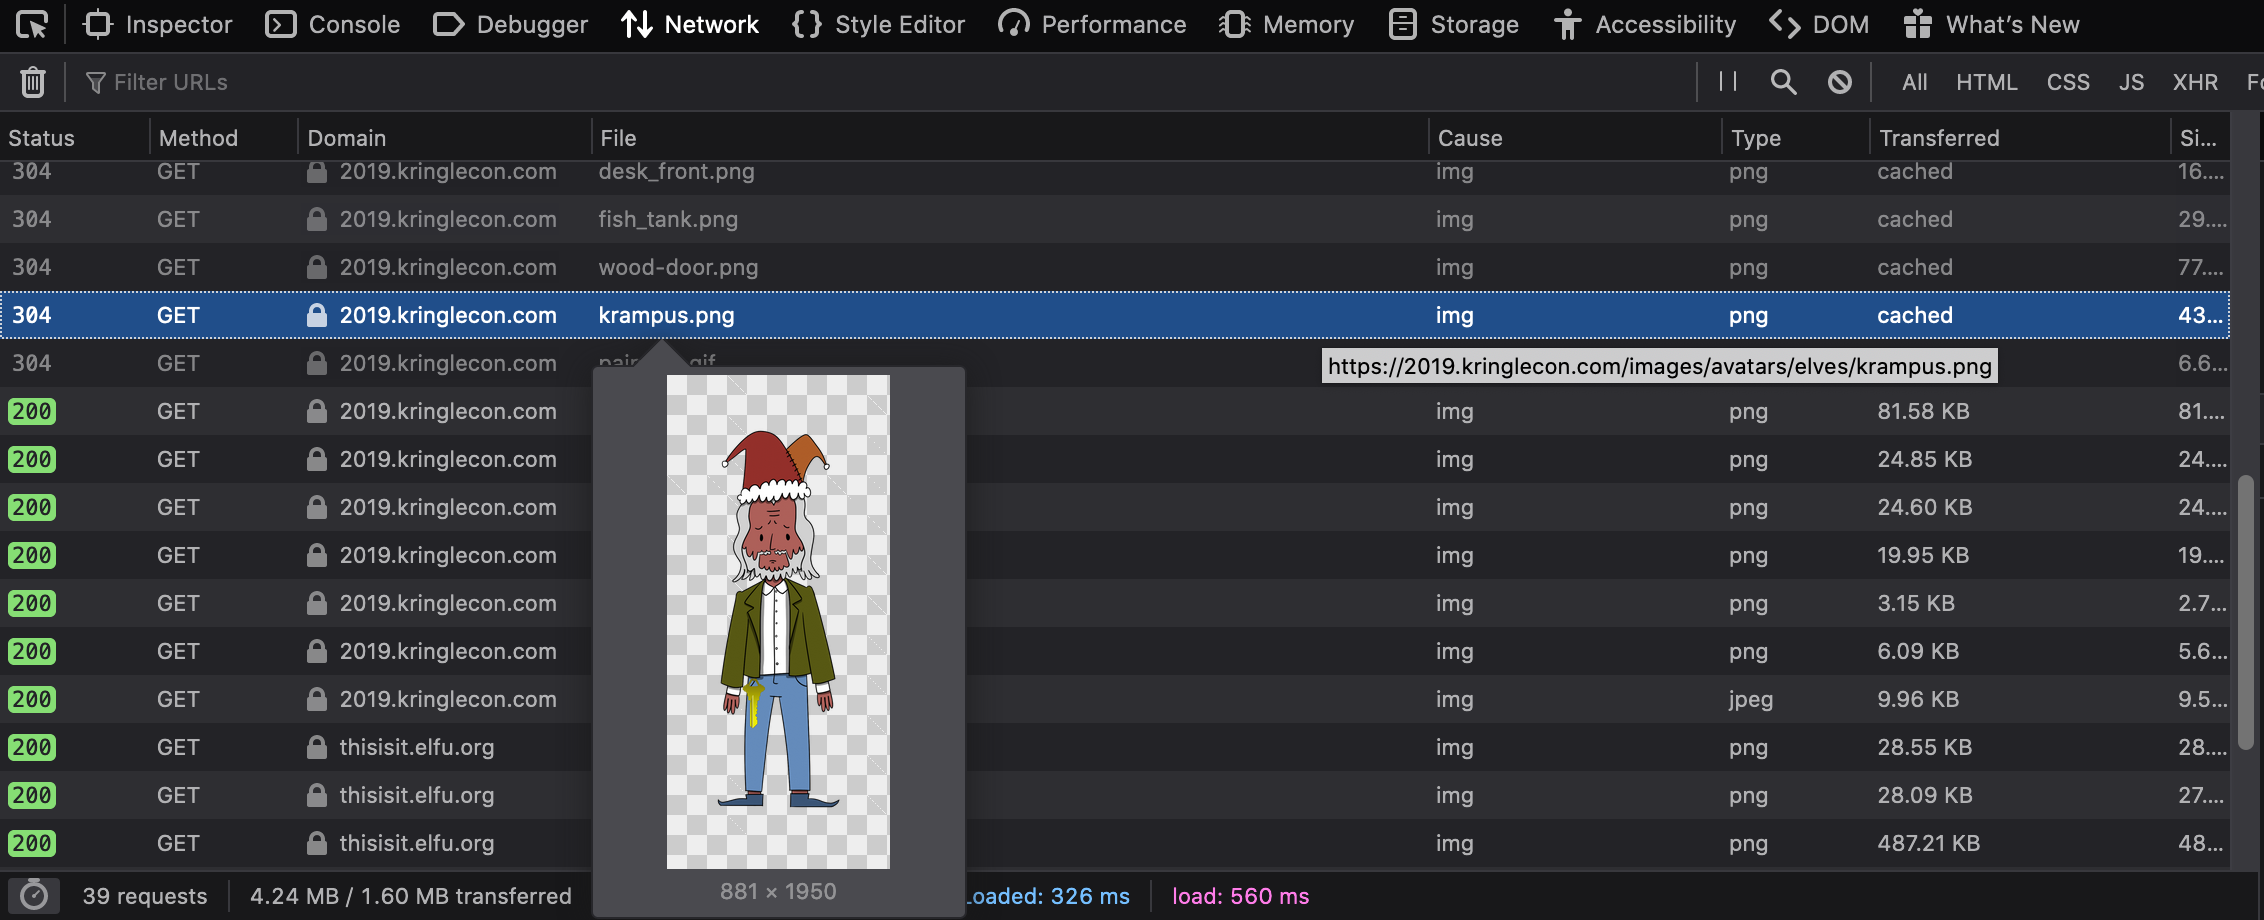 Inspector Console Debugger Network Style Editor Performance Memory Storage Accessibility DOM What's New
Filter URLs All HTML CSS JS XHR
Status Method Domain File Cause Type Transferred Si...
304 GET 2019.kringlecon.com desk_front.png img png cached 16....
304 GET 2019.kringlecon.com fish_tank.png img png cached 29....
304 GET 2019.kringlecon.com wood-door.png img png cached 77....
304 GET 2019.kringlecon.com krampus.png img png cached 43...
304 GET 2019.kringlecon.com 6.6...
https://2019.kringlecon.com/images/avatars/elves/krampus.png
200 GET 2019.kringlecon.com img png 81.58 KB 81....
200 GET 2019.kringlecon.com img png 24.85 KB 24....
200 GET 2019.kringlecon.com img png 24.60 KB 24....
200 GET 2019.kringlecon.com img png 19.95 KB 19....
200 GET 2019.kringlecon.com img png 3.15 KB 2.7...
200 GET 2019.kringlecon.com img png 6.09 KB 5.6...
200 GET 2019.kringlecon.com img jpeg 9.96 KB 9.5...
200 GET thisisit.elfu.org img png 28.55 KB 28....
200 GET thisisit.elfu.org img png 28.09 KB 27....
200 GET thisisit.elfu.org img png 487.21 KB 48...
881 × 1950
39 requests 4.24 MB / 1.60 MB transferred Loaded: 326 ms load: 560 ms